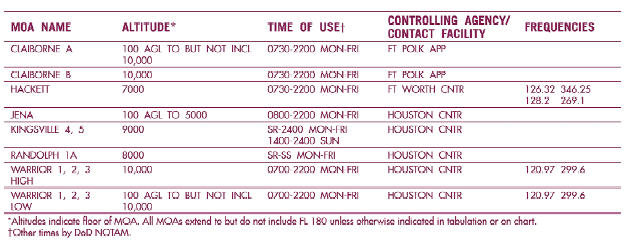 MOA NAME ALTITUDE* TIME OF USE† CONTROLLING AGENCY/ CONTACT FACILITY FREQUENCIES
CLAIBORNE A 100 AGL TO BUT NOT INCL 0730-2200 MON-FRI FT POLK APP
10,000
CLAIBORNE B 10,000 0730-2200 MON-FRI FT POLK APP
HACKETT 7000 0730-2200 MON-FRI FT WORTH CNTR 126.32 346.25
128.2 269.1
JENA 100 AGL TO 5000 0800-2200 MON-FRI HOUSTON CNTR
KINGSVILLE 4, 5 9000 SR-2400 MON-FRI HOUSTON CNTR
1400-2400 SUN
RANDOLPH 1A 8000 SR-SS MON-FRI HOUSTON CNTR
WARRIOR 1, 2, 3 10,000 0700-2200 MON-FRI HOUSTON CNTR 120.97 299.6
HIGH
WARRIOR 1, 2, 3 100 AGL TO BUT NOT INCL 0700-2200 MON-FRI HOUSTON CNTR 120.97 299.6
LOW 10,000
*Altitudes indicate floor of MOA. All MOAs extend to but do not include FL 180 unless otherwise indicated in tabulation or on chart.
†Other times by DoD NOTAM.